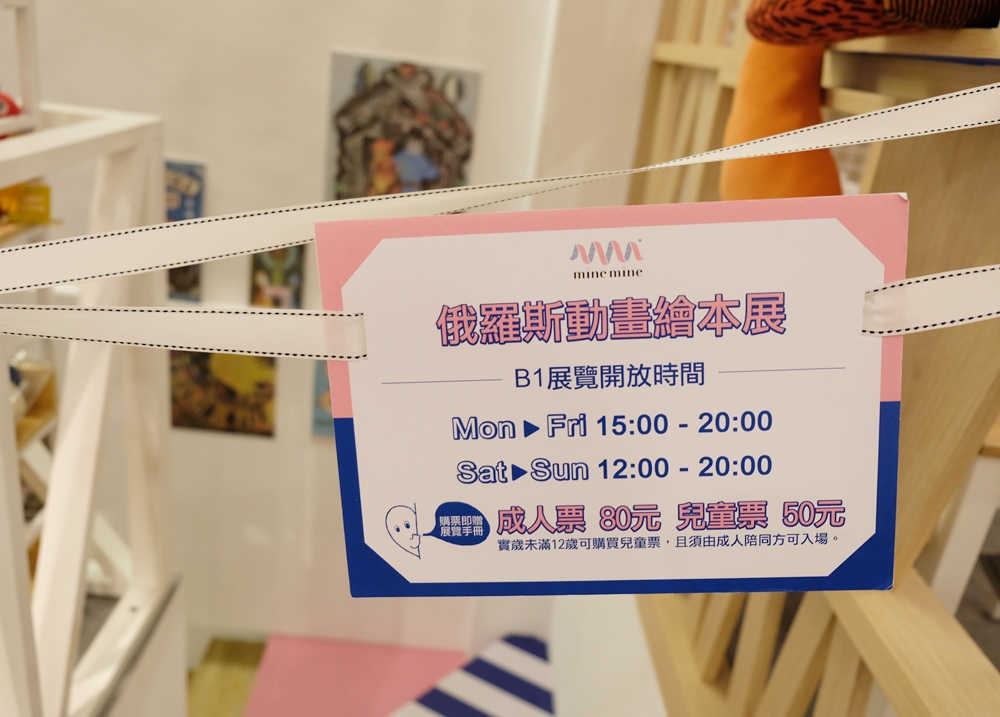 mine mine
俄羅斯動畫繪本展
B1展覽開放時間
Mon▶Fri 15:00 - 20:00
Sat▶Sun 12:00 - 20:00
購票即贈
展覽手冊
成人票 80元 兒童票 50元
實歲未滿12歲可購買兒童票，且須由成人陪同方可入場。